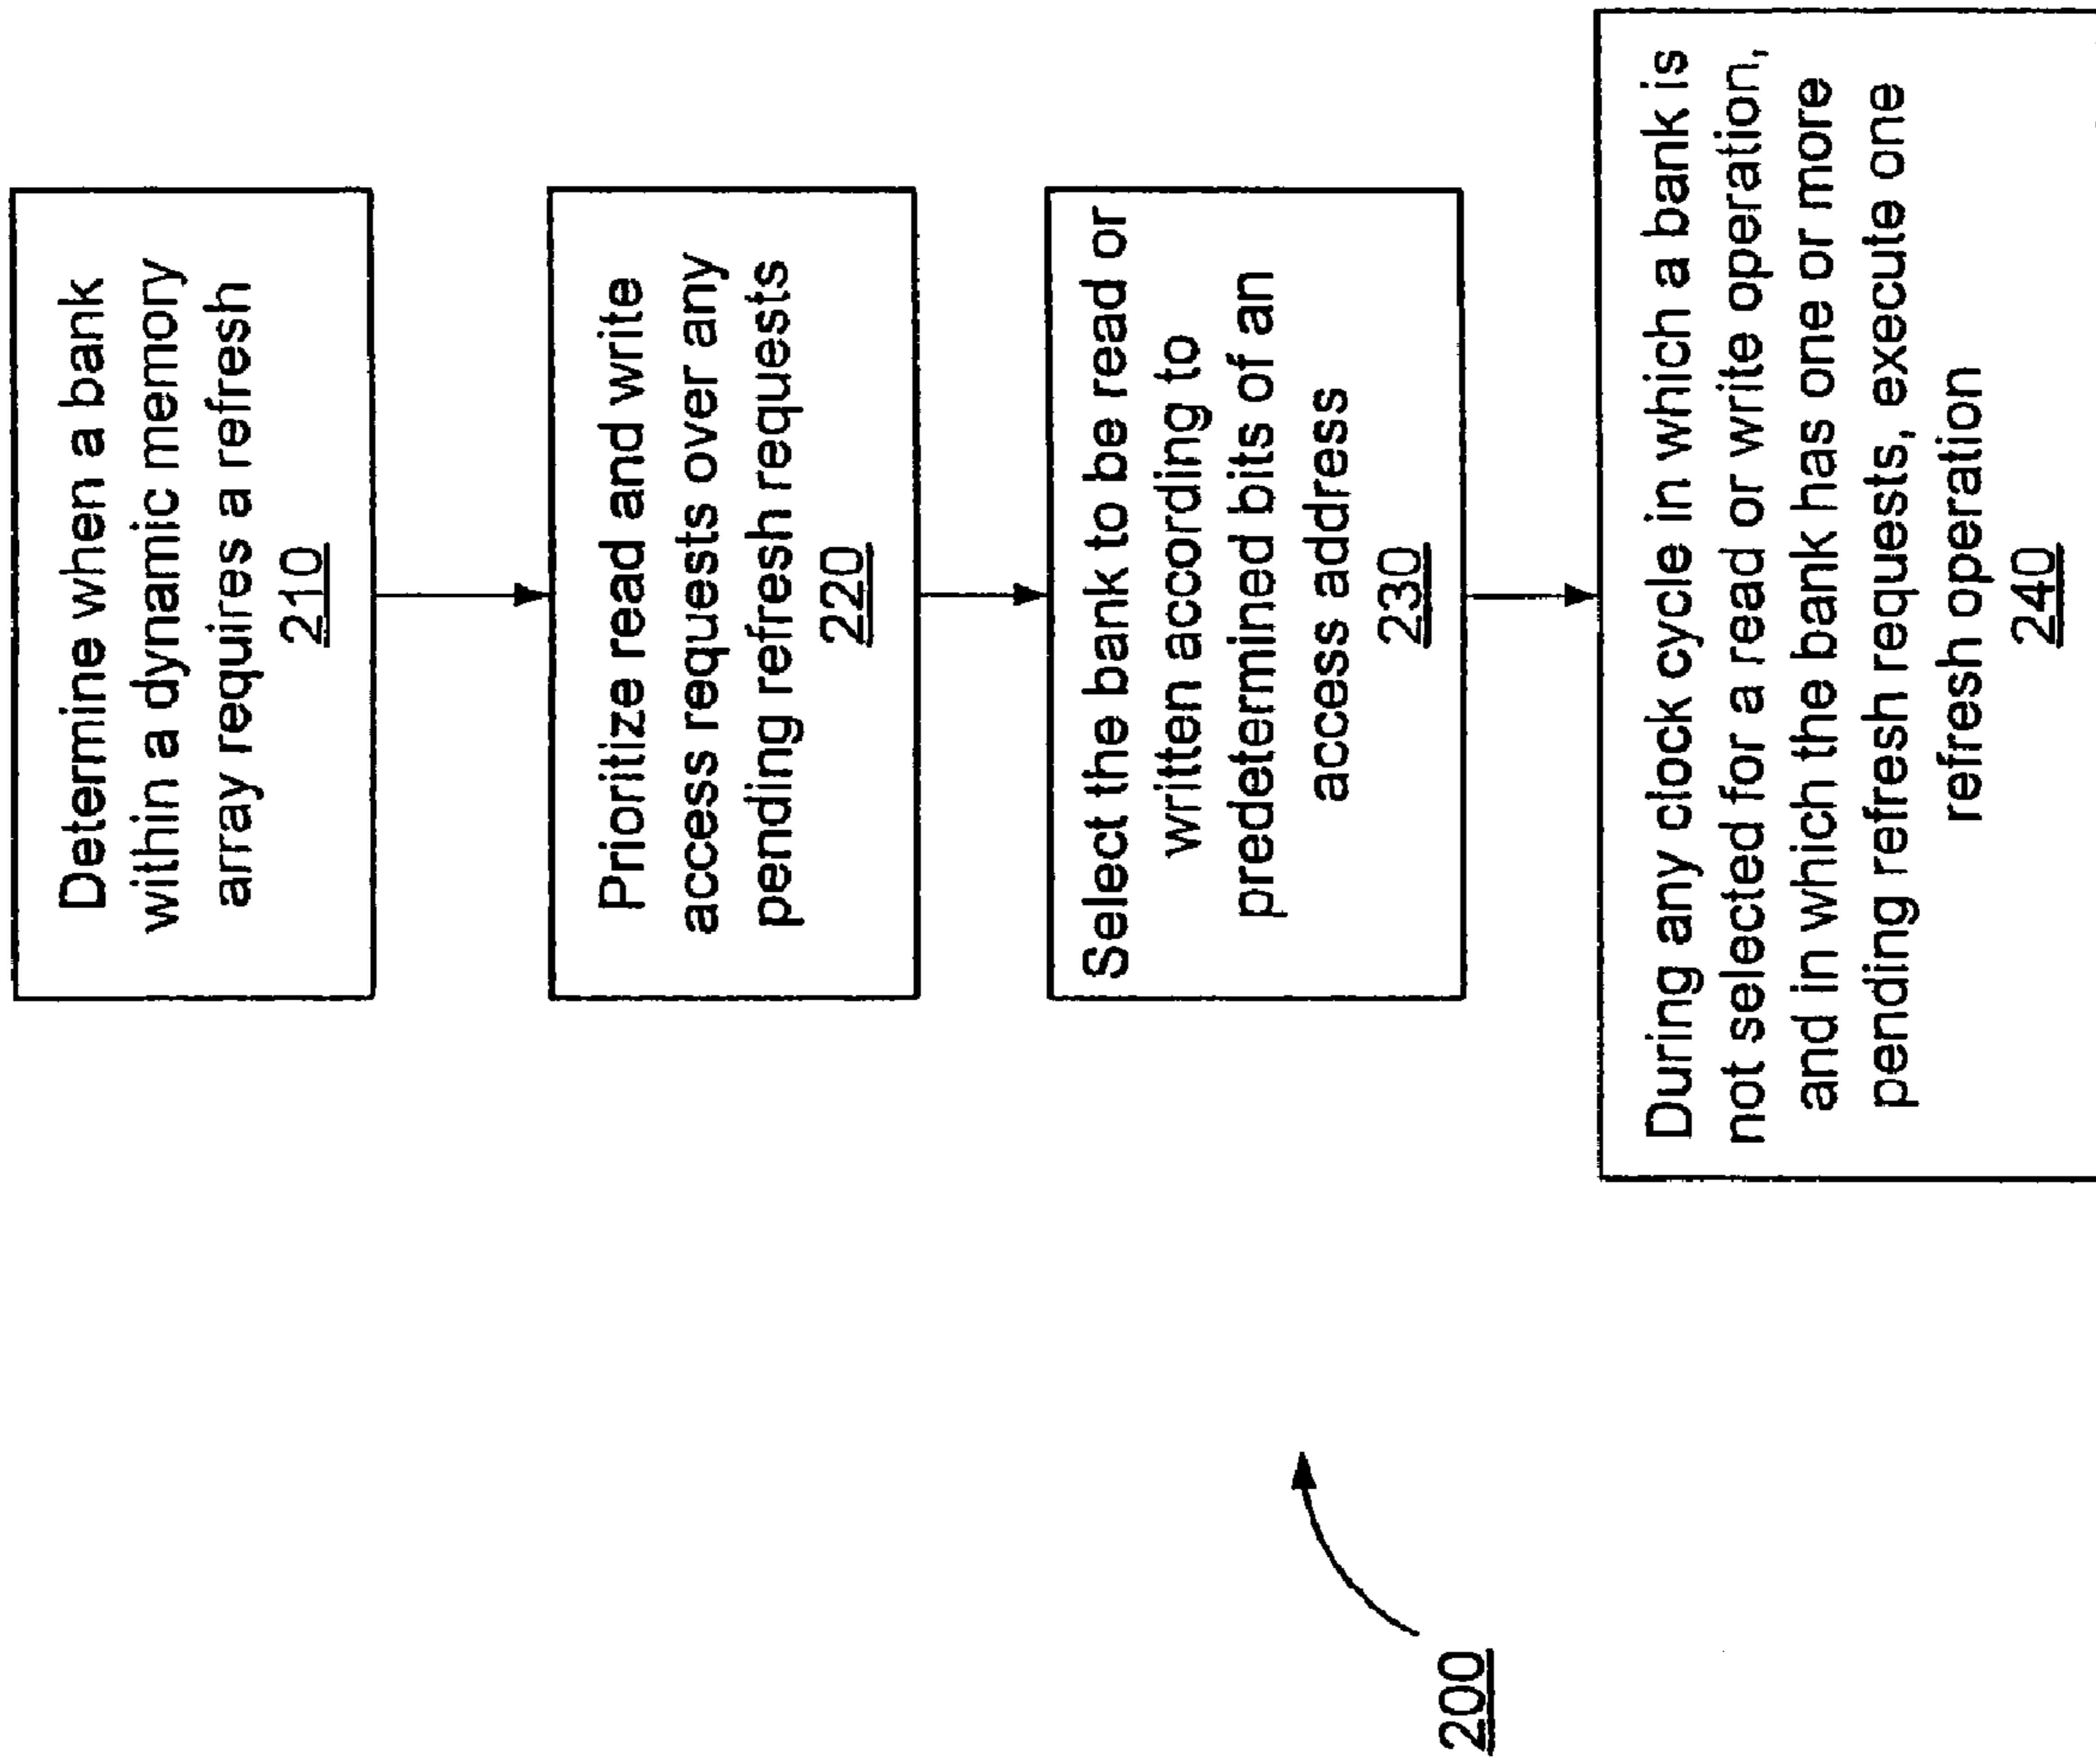 Determine when a bank
within a dynamic memory
array requires a refresh
210
Prioritize read and write
access requests over any
pending refresh requests
220
Select the bank to be read or
written according to
predetermined bits of an
access address
230
During any clock cycle in which a bank is
not selected for a read or write operation,
and in which the bank has one or more
pending refresh requests, execute one
refresh operation
240
200